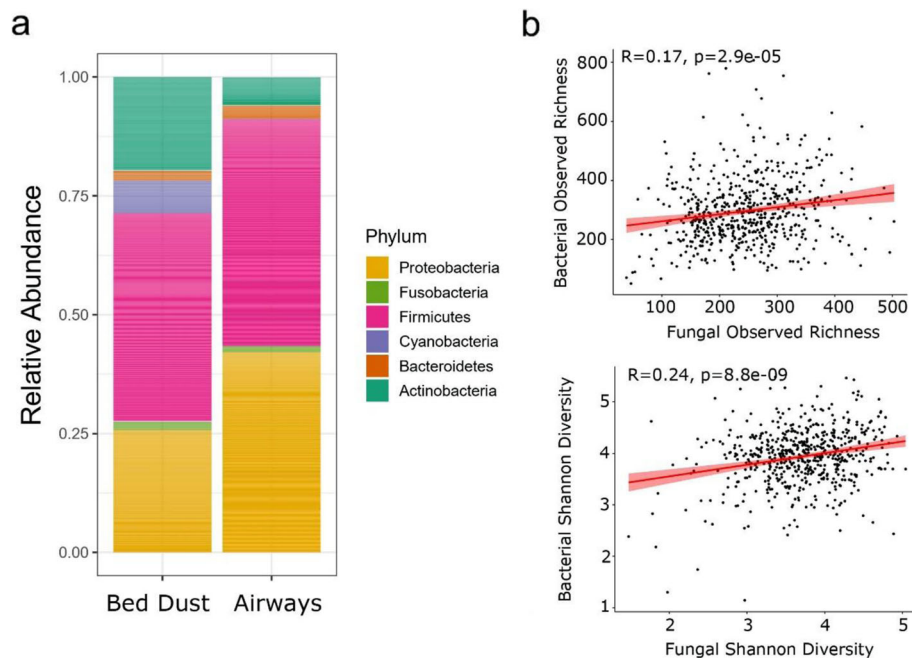 a
1.00
0.75
0.50
0.25
0.00
Relative Abundance
Bed Dust Airways
Phylum
Proteobacteria
Fusobacteria
Firmicutes
Cyanobacteria
Bacteroidetes
Actinobacteria
b
R=0.17, p=2.9e-05
800
600
400
200
Bacterial Observed Richness
100 200 300 400 500
Fungal Observed Richness
R=0.24, p=8.8e-09
5
4
3
2
1
Bacterial Shannon Diversity
2 3 4 5
Fungal Shannon Diversity